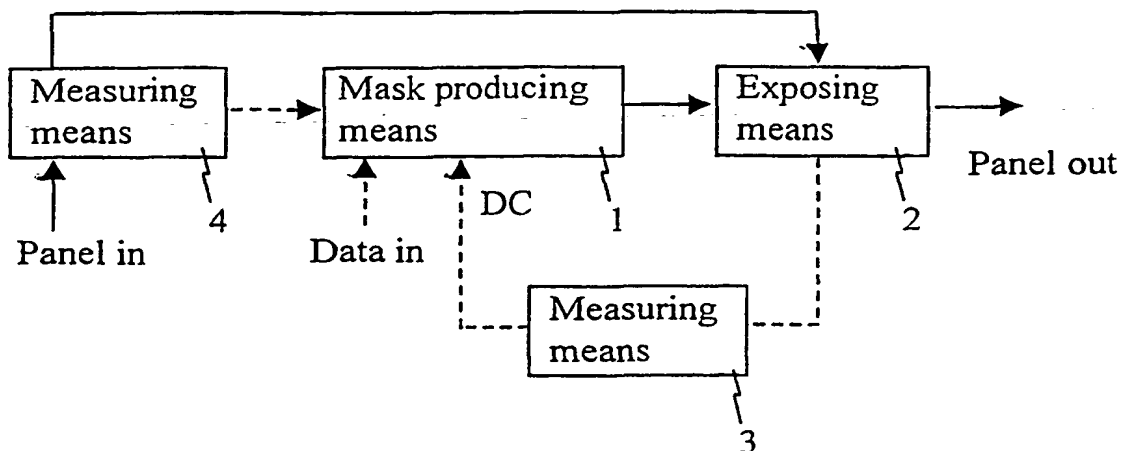 Measuring
means
4
Panel in
Mask producing
means
1
Data in
DC
Exposing
means
2
Panel out
Measuring
means
3